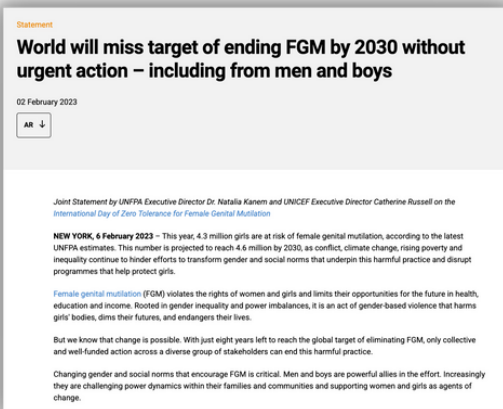 Statement
World will miss target of ending FGM by 2030 without
urgent action – including from men and boys
02 February 2023
AR ↓
Joint Statement by UNFPA Executive Director Dr. Natalia Kanem and UNICEF Executive Director Catherine Russell on the
International Day of Zero Tolerance for Female Genital Mutilation
NEW YORK, 6 February 2023 – This year, 4.3 million girls are at risk of female genital mutilation, according to the latest
UNFPA estimates. This number is projected to reach 4.6 million by 2030, as conflict, climate change, rising poverty and
inequality continue to hinder efforts to transform gender and social norms that underpin this harmful practice and disrupt
programmes that help protect girls.
Female genital mutilation (FGM) violates the rights of women and girls and limits their opportunities for the future in health,
education and income. Rooted in gender inequality and power imbalances, it is an act of gender-based violence that harms
girls' bodies, dims their futures, and endangers their lives.
But we know that change is possible. With just eight years left to reach the global target of eliminating FGM, only collective
and well-funded action across a diverse group of stakeholders can end this harmful practice.
Changing gender and social norms that encourage FGM is critical. Men and boys are powerful allies in the effort. Increasingly
they are challenging power dynamics within their families and communities and supporting women and girls as agents of
change.